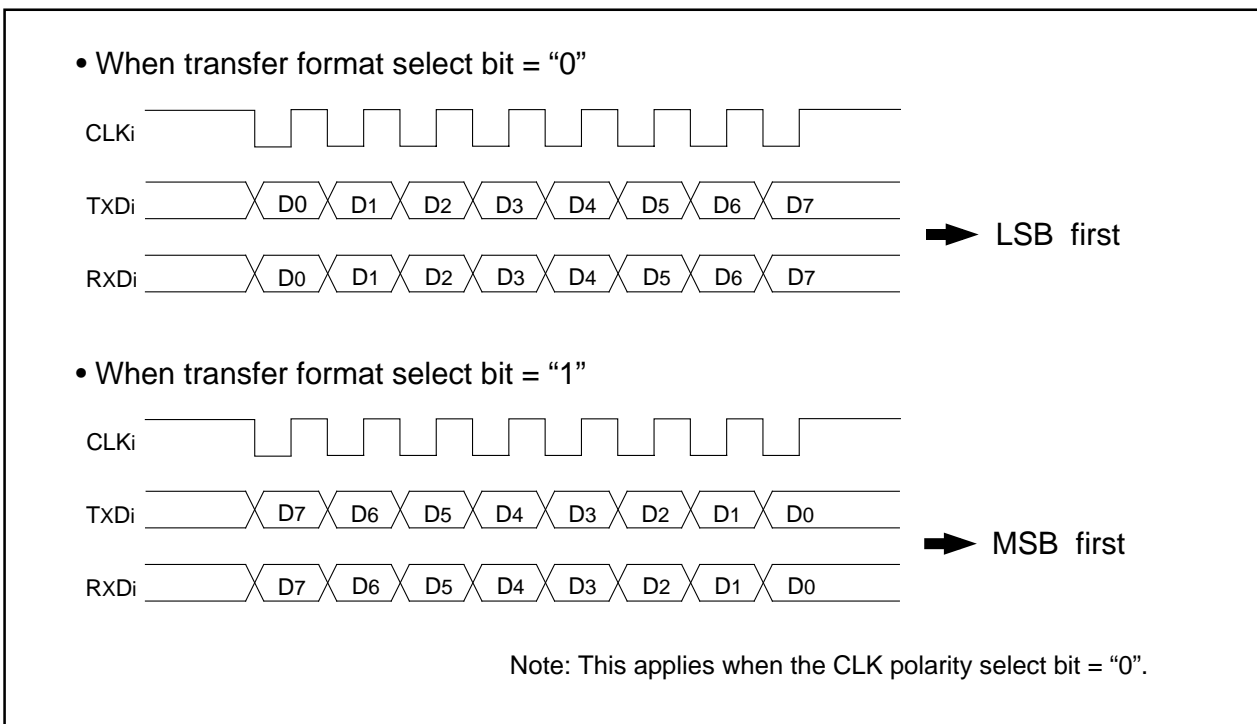 • When transfer format select bit = “0”
CLKi
TXDi D0 D1 D2 D3 D4 D5 D6 D7
RXDi D0 D1 D2 D3 D4 D5 D6 D7
LSB first
• When transfer format select bit = “1”
CLKi
TXDi D7 D6 D5 D4 D3 D2 D1 D0
RXDi D7 D6 D5 D4 D3 D2 D1 D0
MSB first
Note: This applies when the CLK polarity select bit = “0”.